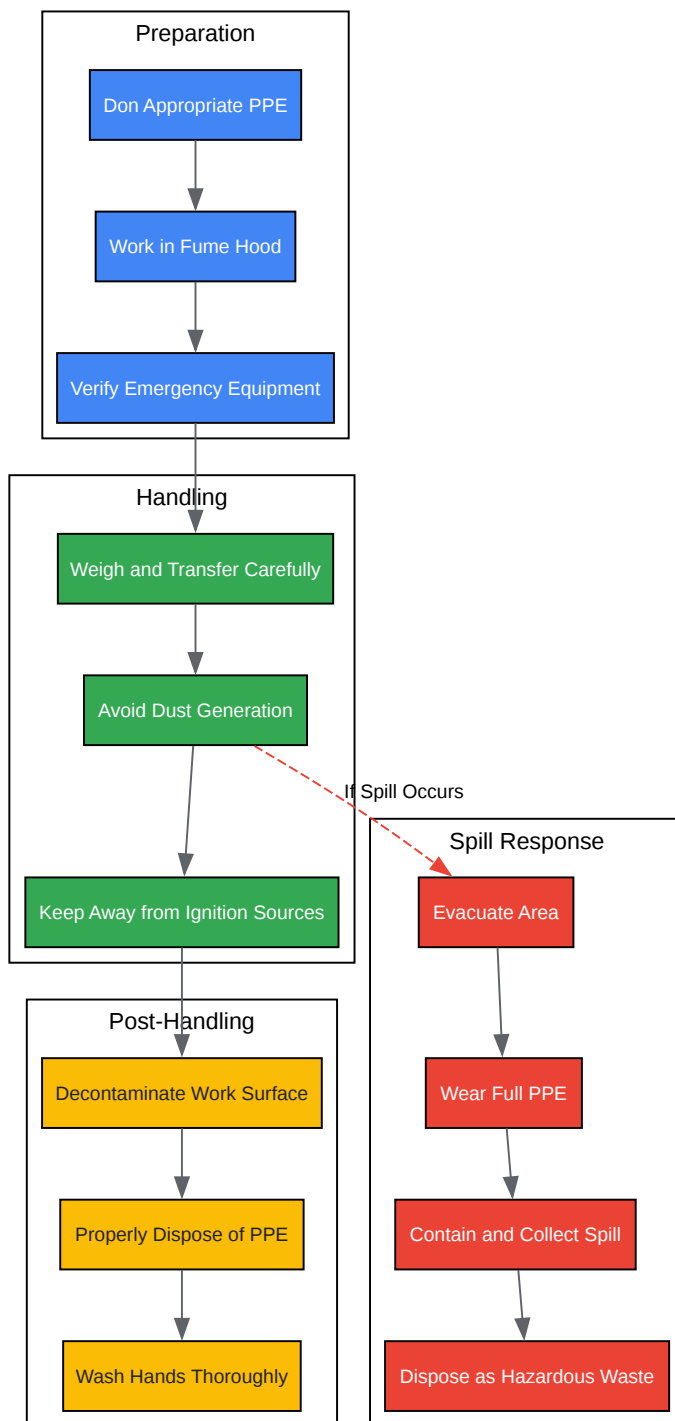 Preparation
Don Appropriate PPE
Work in Fume Hood
Verify Emergency Equipment
Handling
Weigh and Transfer Carefully
Avoid Dust Generation
If Spill Occurs
Keep Away from Ignition Sources
Spill Response
Evacuate Area
Wear Full PPE
Contain and Collect Spill
Dispose as Hazardous Waste
Post-Handling
Decontaminate Work Surface
Properly Dispose of PPE
Wash Hands Thoroughly